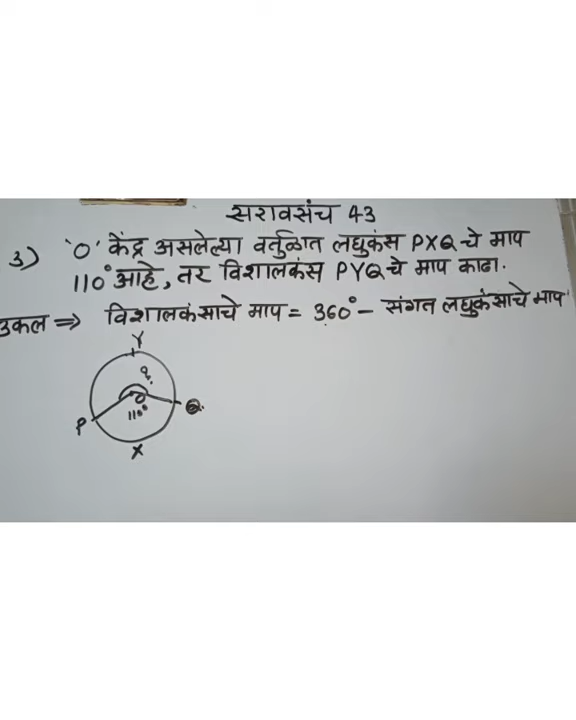 सरावसंच 43
3) 'O' केंद्र असलेल्या वर्तुळात लघुकंस PXQ चे माप
110° आहे, तर विशालकंस PYQ चे माप काढा.
उकल ⇒ विशालकंसाचे माप = 360° - संगत लघुकंसाचे माप
Y
?
O
P
110°
Q
X